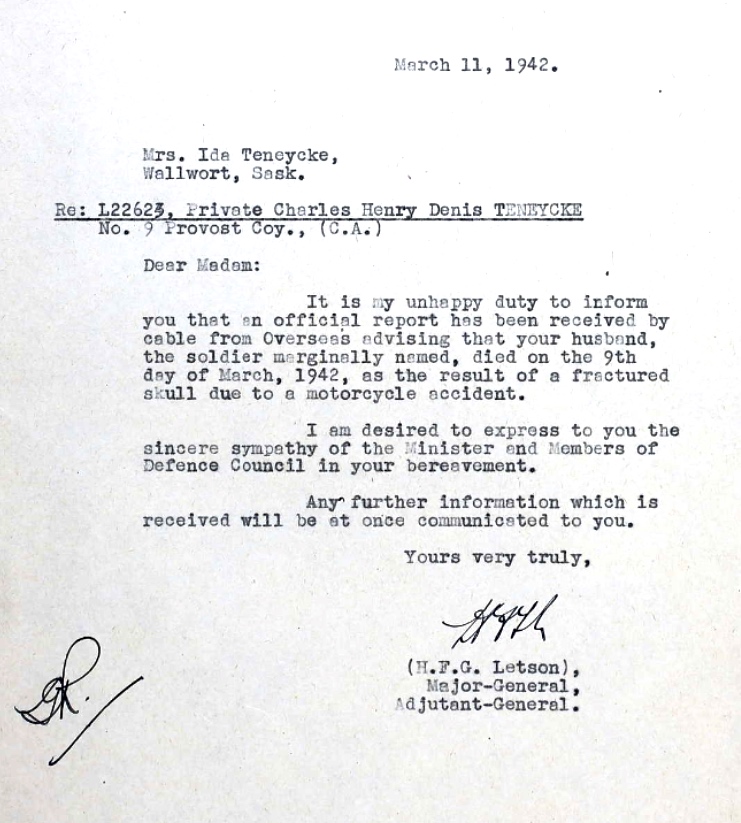 March 11, 1942.
Mrs. Ida Teneycke,
Wallwort, Sask.
Re: L22623, Private Charles Henry Denis TENEYCKE
No. 9 Provost Coy., (C.A.)
Dear Madam:
It is my unhappy duty to inform
you that an official report has been received by
cable from Overseas advising that your husband,
the soldier marginally named, died on the 9th
day of March, 1942, as the result of a fractured
skull due to a motorcycle accident.
I am desired to express to you the
sincere sympathy of the Minister and Members of
Defence Council in your bereavement.
Any further information which is
received will be at once communicated to you.
Yours very truly,
(H.F.G. Letson),
Major-General,
Adjutant-General.